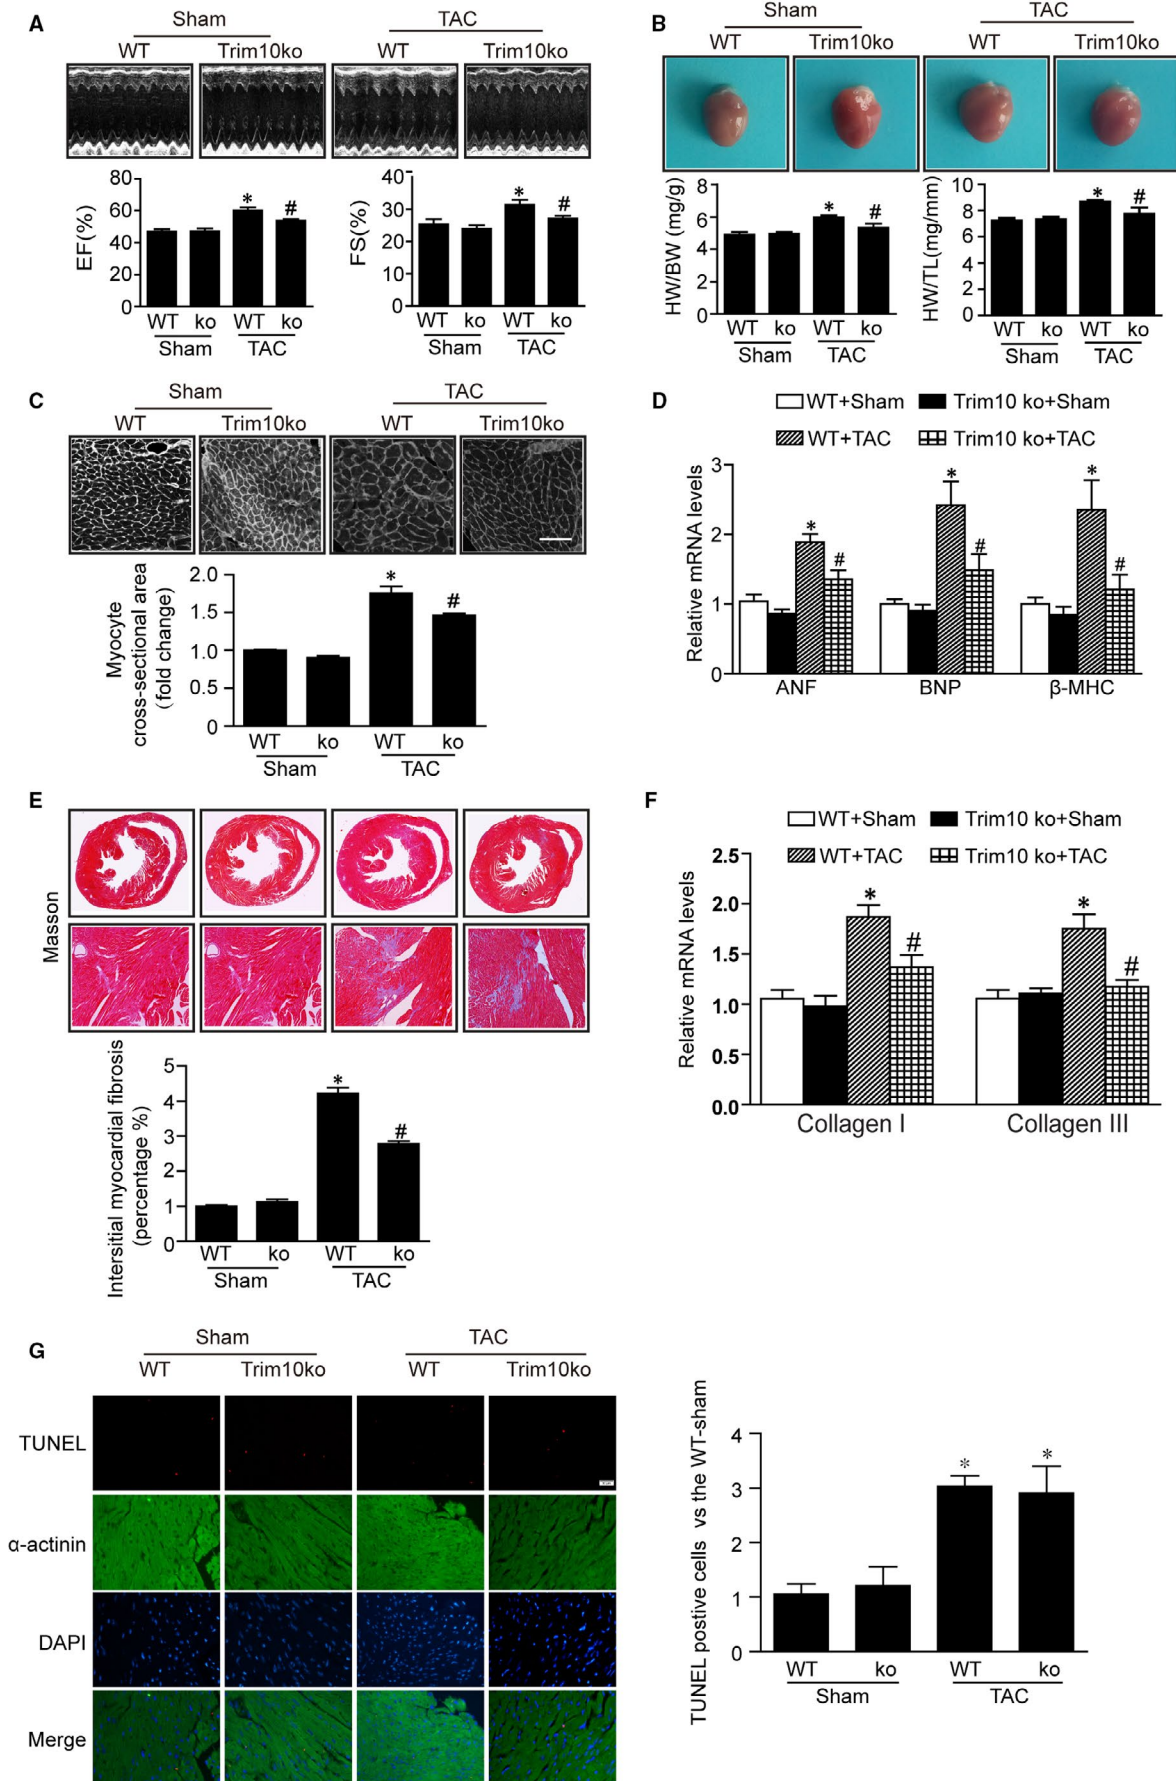 A
Sham
TAC
WT
Trim10ko
WT
Trim10ko
EF(%)
80
60
40
20
0
*
#
WT ko WT ko
Sham TAC
FS(%)
40
30
20
10
0
*
#
WT ko WT ko
Sham TAC
B
Sham
TAC
WT
Trim10ko
WT
Trim10ko
HW/BW (mg/g)
8
6
4
2
0
*
#
WT ko WT ko
Sham TAC
HW/TL(mg/mm)
10
8
6
4
2
0
*
#
WT ko WT ko
Sham TAC
C
Sham
TAC
WT
Trim10ko
WT
Trim10ko
Myocyte
cross-sectional area
(fold change)
2.0
1.5
1.0
0.5
0
*
#
WT ko WT ko
Sham TAC
D
WT+Sham
Trim10 ko+Sham
WT+TAC
Trim10 ko+TAC
Relative mRNA levels
3
2
1
0
*
#
*
#
*
#
ANF BNP β-MHC
E
Masson
Intersitial myocardial fibrosis
(percentage %)
5
4
3
2
1
0
*
#
WT ko WT ko
Sham TAC
F
WT+Sham
Trim10 ko+Sham
WT+TAC
Trim10 ko+TAC
Relative mRNA levels
2.5
2.0
1.5
1.0
0.5
0.0
*
#
*
#
Collagen I Collagen III
G
Sham
TAC
WT
Trim10ko
WT
Trim10ko
TUNEL
α-actinin
DAPI
Merge
TUNEL postive cells vs the WT-sham
4
3
2
1
0
*
*
WT ko WT ko
Sham TAC